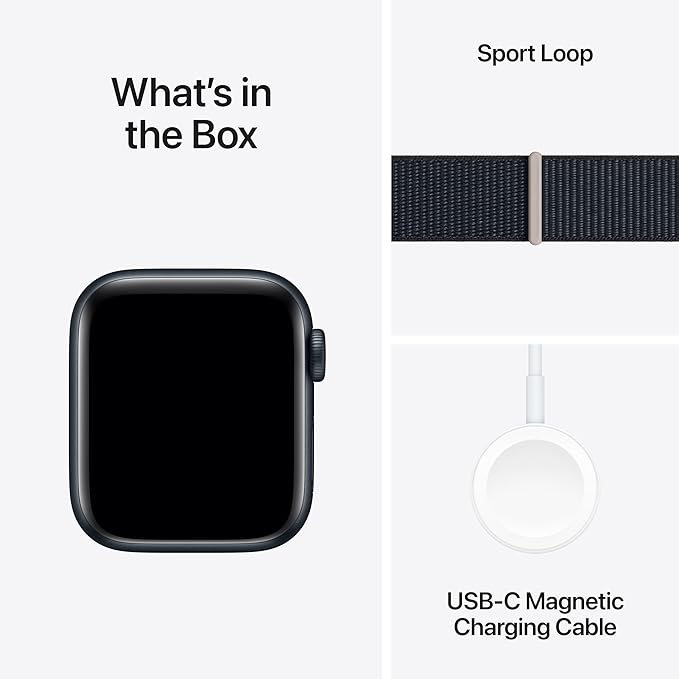 What’s in
the Box
Sport Loop
USB-C Magnetic
Charging Cable